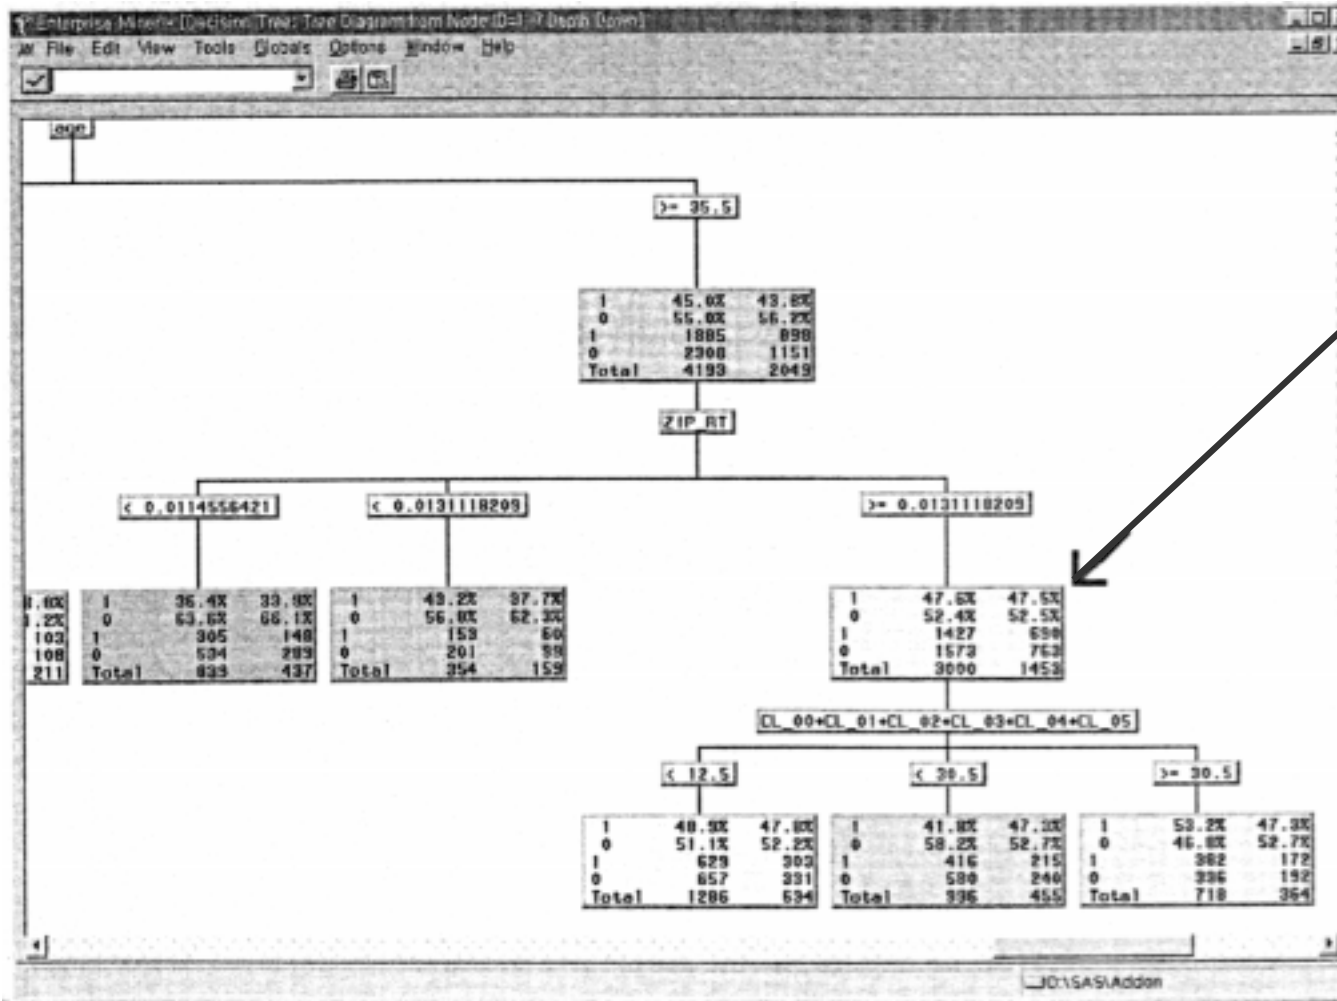 Enterprise Miner - [Decision Tree: Tree Diagram from Node ID=1, 7 Depth Down]
File Edit View Tools Globals Options Window Help
age
>= 35.5
1 45.0% 43.8%
0 55.0% 56.2%
1 1885 898
0 2308 1151
Total 4193 2049
ZIP_RT
< 0.0114556421 < 0.0131118209 >= 0.0131118209
1 36.4% 33.9% 1 43.2% 37.7% 1 47.6% 47.5%
.2% 0 63.6% 66.1% 0 56.8% 62.3% 0 52.4% 52.5%
103 1 305 148 1 153 60 1 1427 690
108 0 534 289 0 201 99 0 1573 763
211 Total 839 437 Total 354 159 Total 3000 1453
CL_00+CL_01+CL_02+CL_03+CL_04+CL_05
< 12.5 < 30.5 >= 30.5
1 48.9% 47.8% 1 41.8% 47.3% 1 53.2% 47.3%
0 51.1% 52.2% 0 58.2% 52.7% 0 46.8% 52.7%
1 629 303 1 416 215 1 382 172
0 657 331 0 580 240 0 336 192
Total 1286 634 Total 996 455 Total 718 364
D:\SAS\Addon